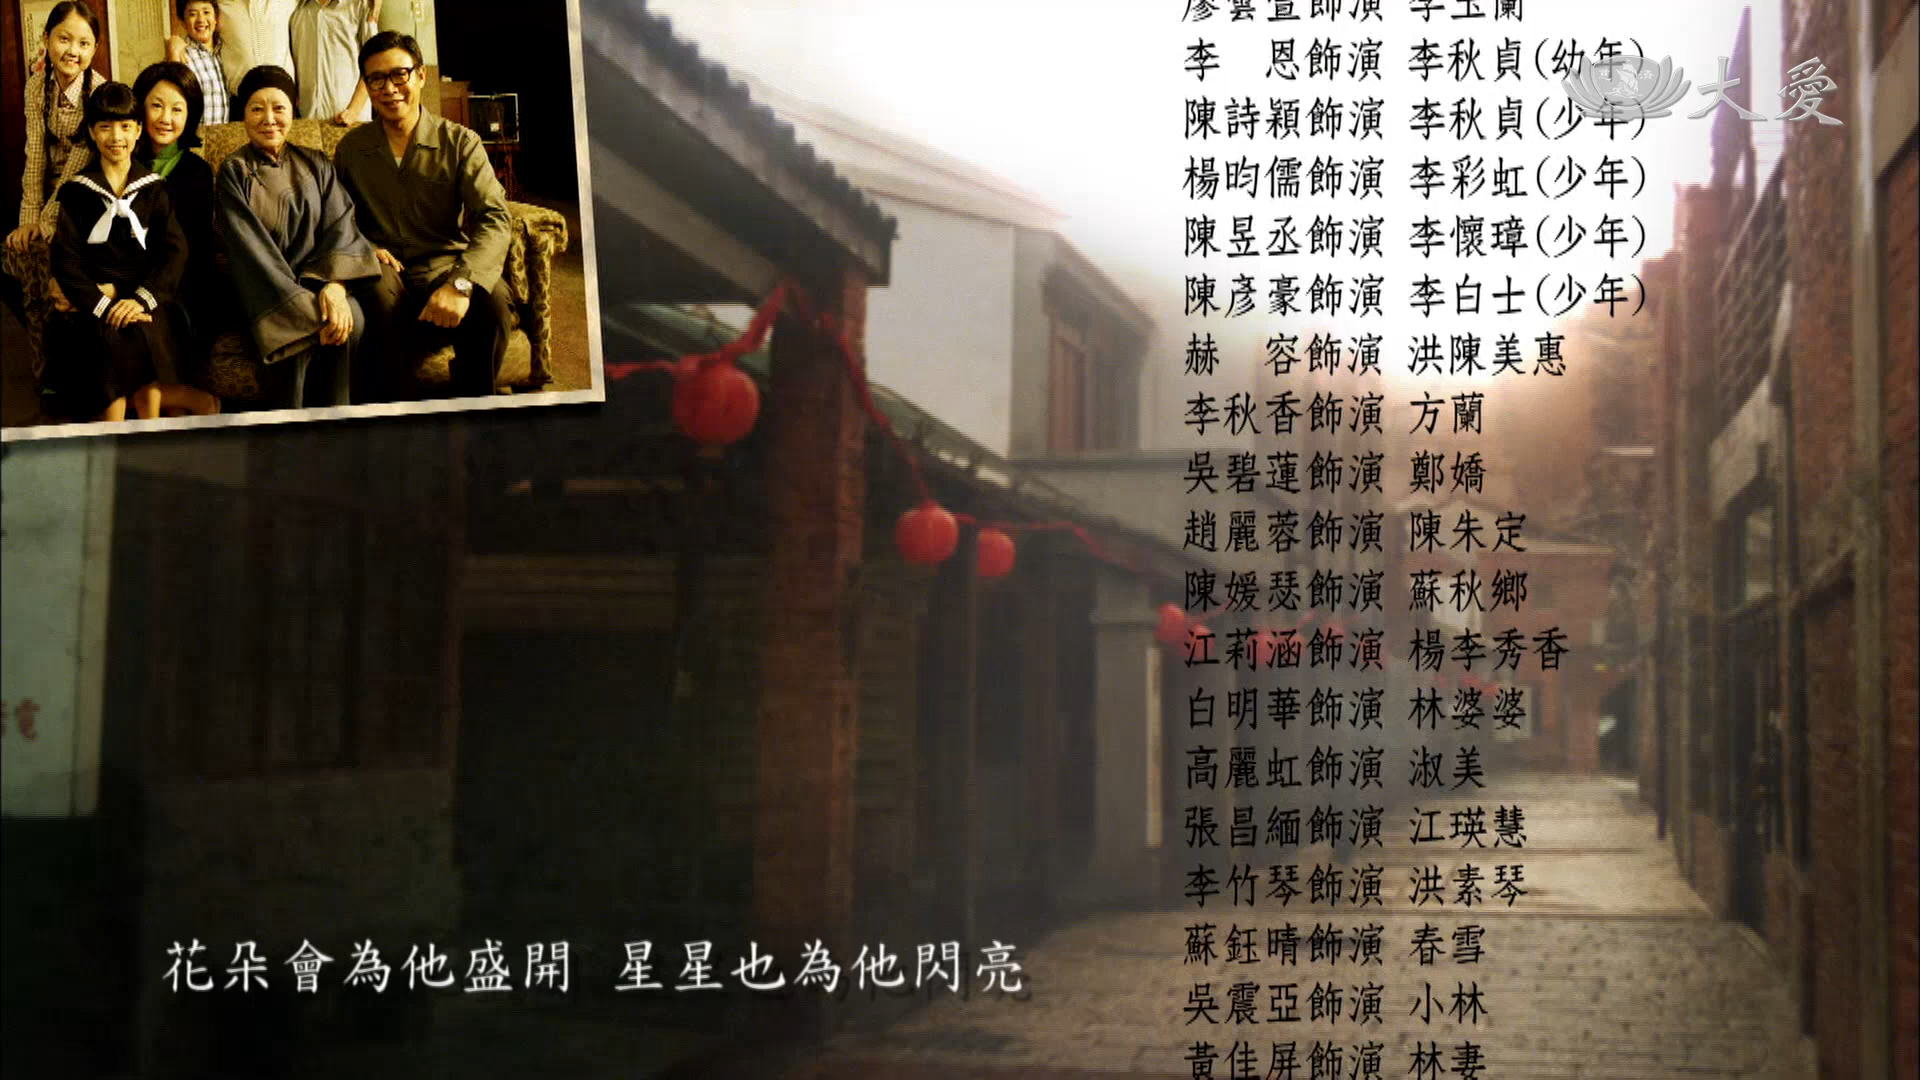 廖雲萱飾演 李玉蘭
李　恩飾演 李秋貞(幼年)
陳詩穎飾演 李秋貞(少年)
楊昀儒飾演 李彩虹(少年)
陳昱丞飾演 李懷璋(少年)
陳彥豪飾演 李白士(少年)
赫　容飾演 洪陳美惠
李秋香飾演 方蘭
吳碧蓮飾演 鄭嬌
趙麗蓉飾演 陳朱定
陳媛瑟飾演 蘇秋鄉
江莉涵飾演 楊李秀香
白明華飾演 林婆婆
高麗虹飾演 淑美
張昌緬飾演 江瑛慧
李竹琴飾演 洪素琴
蘇鈺晴飾演 春雪
吳震亞飾演 小林
黃佳屏飾演 林妻
大愛
花朵會為他盛開 星星也為他閃亮